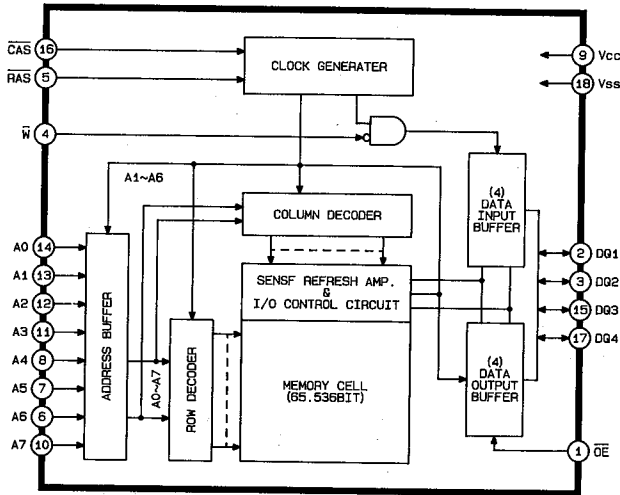 CAS 16
RAS 5
W 4
CLOCK GENERATER
9 Vcc
18 Vss
A1~A6
COLUMN DECODER
(4)
DATA
INPUT
BUFFER
A0 14
A1 13
A2 12
A3 11
A4 8
A5 7
A6 6
A7 10
ADDRESS BUFFER
A0~A7
ROW DECODER
SENSF REFRESH AMP.
&
I/O CONTROL CIRCUIT
MEMORY CELL
(65.536BIT)
2 DQ1
3 DQ2
15 DQ3
17 DQ4
(4)
DATA
OUTPUT
BUFFER
1 OE